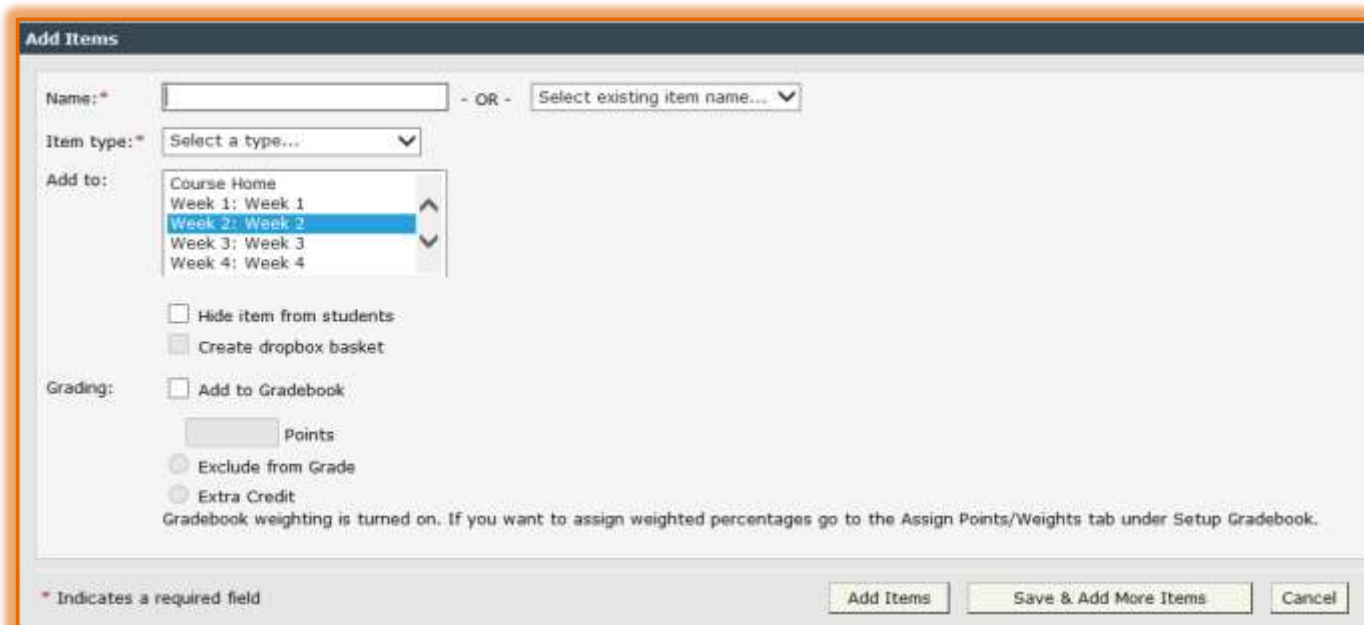 Add Items
Name:* - OR - Select existing item name...
Item type:* Select a type...
Add to:
Course Home
Week 1: Week 1
Week 2: Week 2
Week 3: Week 3
Week 4: Week 4
Hide item from students
Create dropbox basket
Grading: Add to Gradebook
Points
Exclude from Grade
Extra Credit
Gradebook weighting is turned on. If you want to assign weighted percentages go to the Assign Points/Weights tab under Setup Gradebook.
* Indicates a required field Add Items Save & Add More Items Cancel